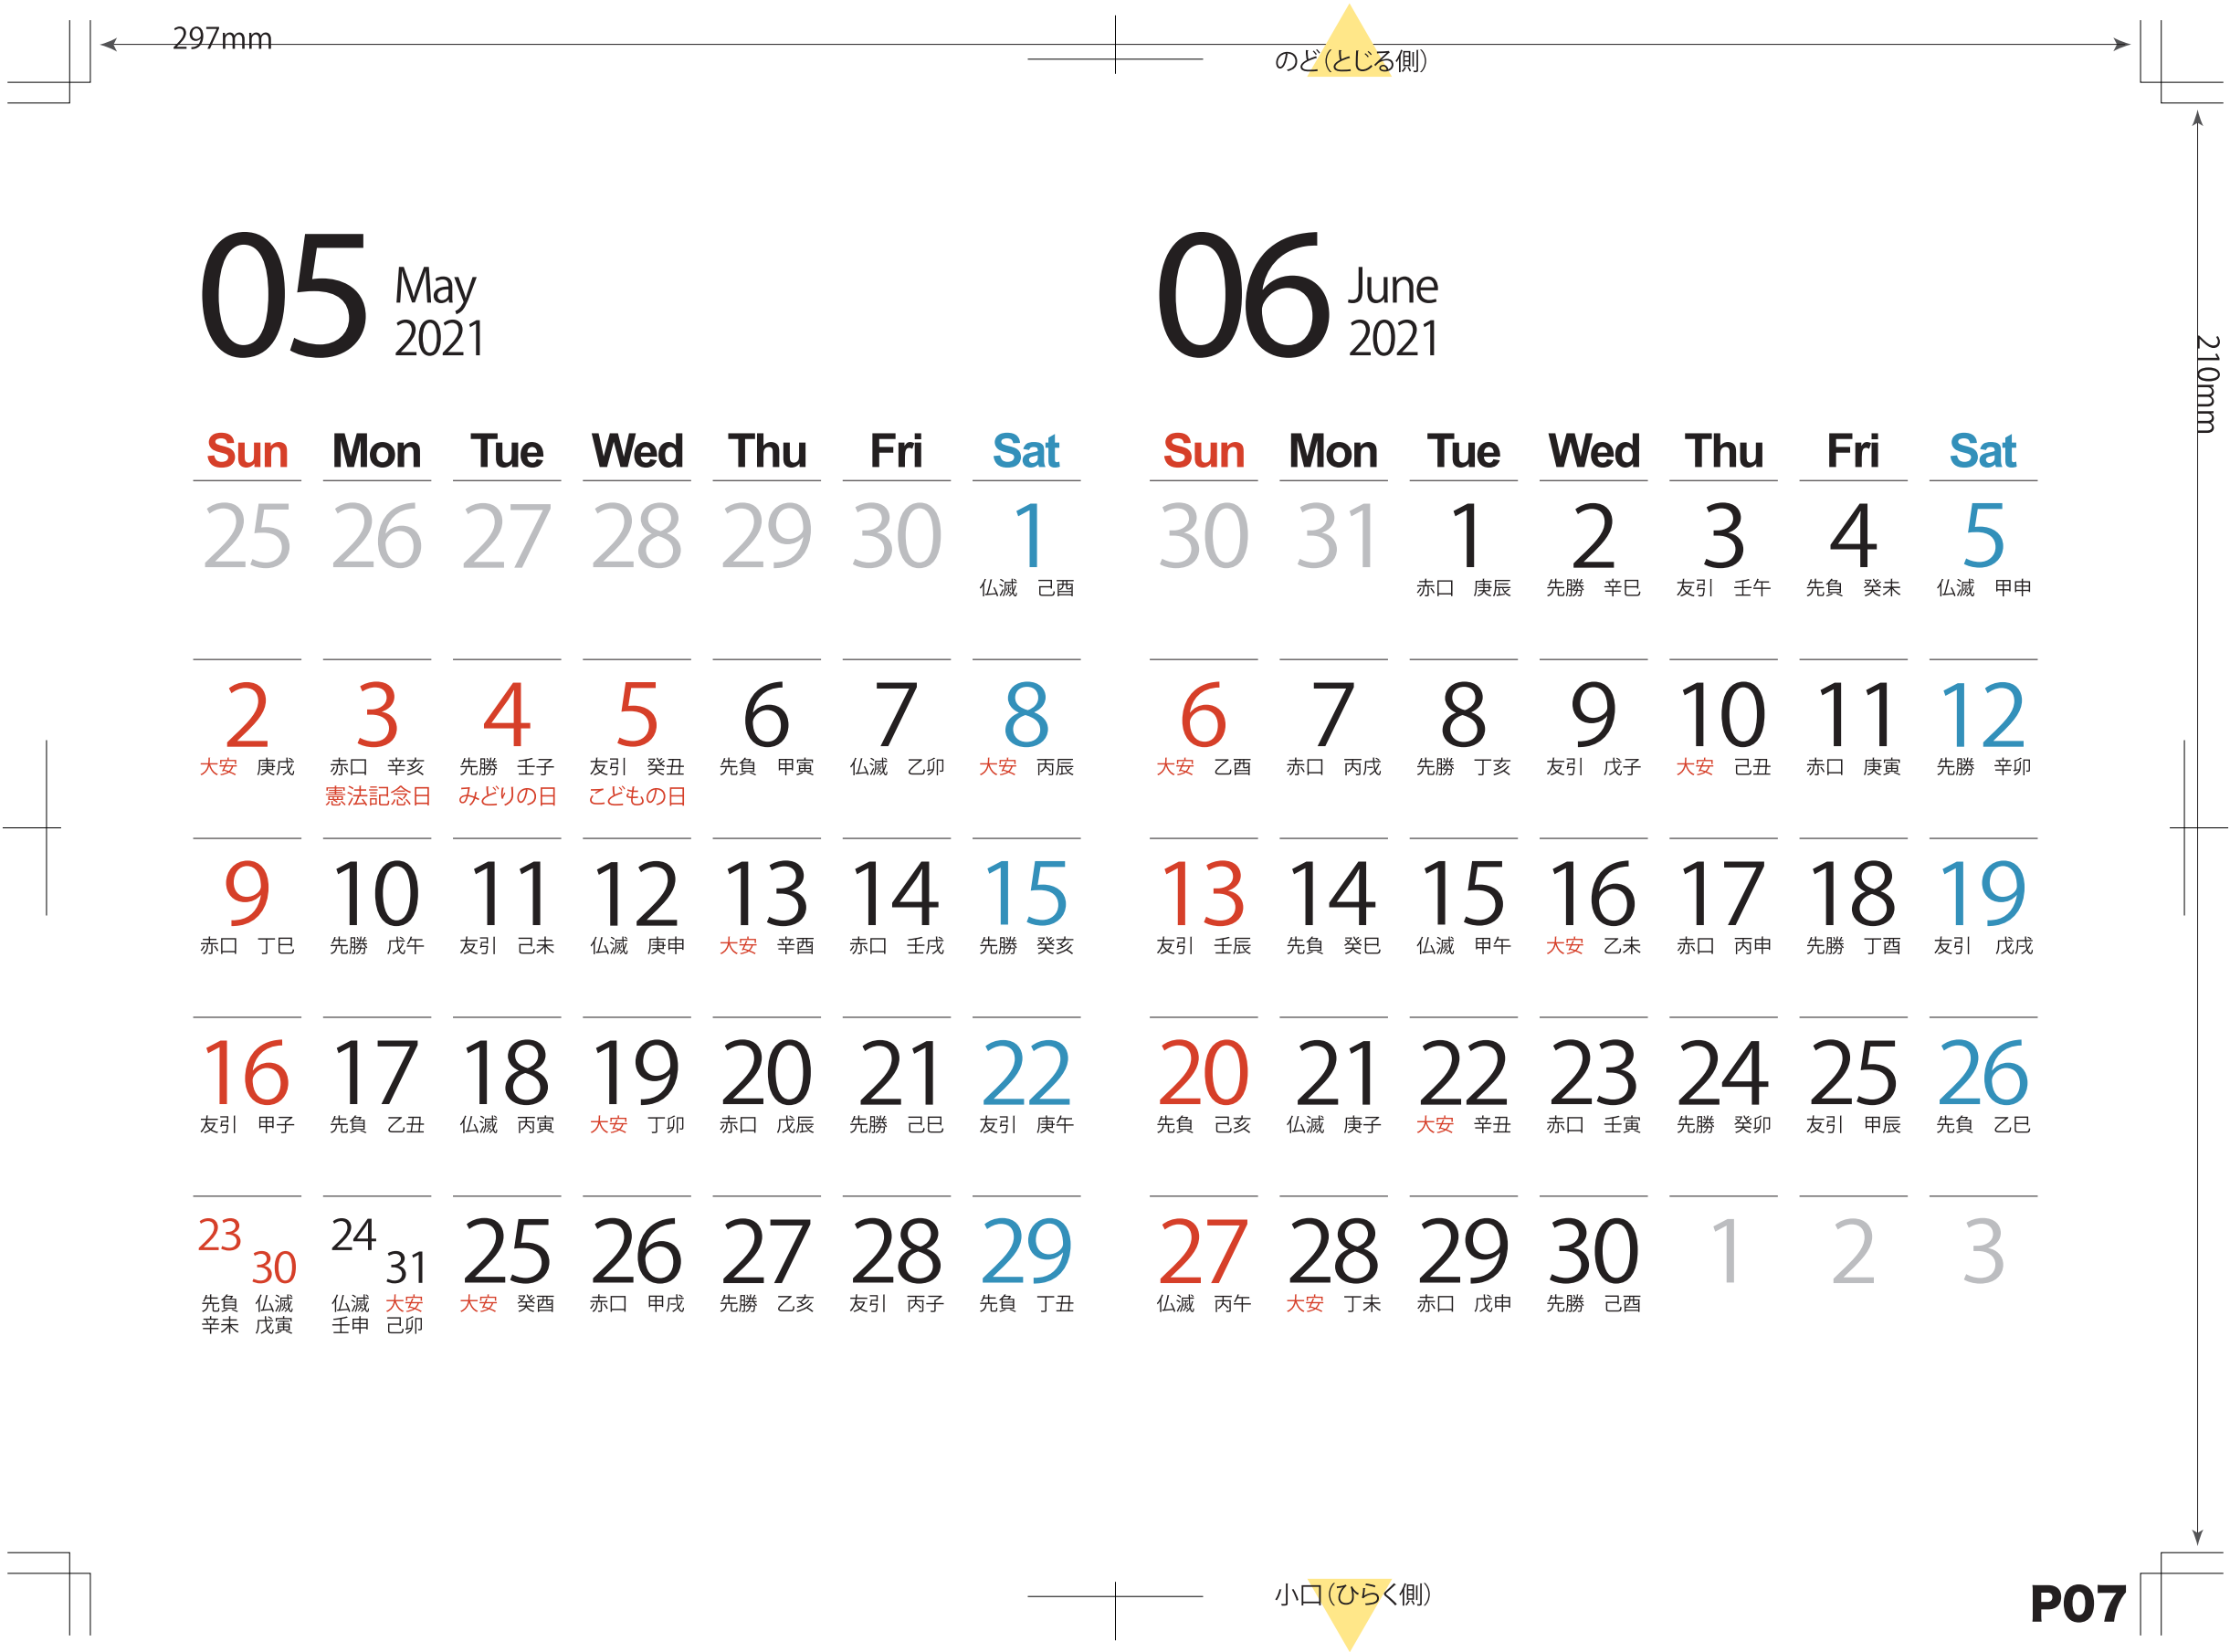 297mm
のど（とじる側）
210mm
05 May
2021
Sun Mon Tue Wed Thu Fri Sat
25 26 27 28 29 30 1
仏滅 己酉
2 3 4 5 6 7 8
大安 庚戌 赤口 辛亥 先勝 壬子 友引 癸丑 先負 甲寅 仏滅 乙卯 大安 丙辰
憲法記念日 みどりの日 こどもの日
9 10 11 12 13 14 15
赤口 丁巳 先勝 戊午 友引 己未 仏滅 庚申 大安 辛酉 赤口 壬戌 先勝 癸亥
16 17 18 19 20 21 22
友引 甲子 先負 乙丑 仏滅 丙寅 大安 丁卯 赤口 戊辰 先勝 己巳 友引 庚午
23 30 24 31 25 26 27 28 29
先負 仏滅 仏滅 大安 大安 癸酉 赤口 甲戌 先勝 乙亥 友引 丙子 先負 丁丑
辛未 戊寅 壬申 己卯
06 June
2021
Sun Mon Tue Wed Thu Fri Sat
30 31 1 2 3 4 5
赤口 庚辰 先勝 辛巳 友引 壬午 先負 癸未 仏滅 甲申
6 7 8 9 10 11 12
大安 乙酉 赤口 丙戌 先勝 丁亥 友引 戊子 大安 己丑 赤口 庚寅 先勝 辛卯
13 14 15 16 17 18 19
友引 壬辰 先負 癸巳 仏滅 甲午 大安 乙未 赤口 丙申 先勝 丁酉 友引 戊戌
20 21 22 23 24 25 26
先負 己亥 仏滅 庚子 大安 辛丑 赤口 壬寅 先勝 癸卯 友引 甲辰 先負 乙巳
27 28 29 30 1 2 3
仏滅 丙午 大安 丁未 赤口 戊申 先勝 己酉
小口（ひらく側）
P07